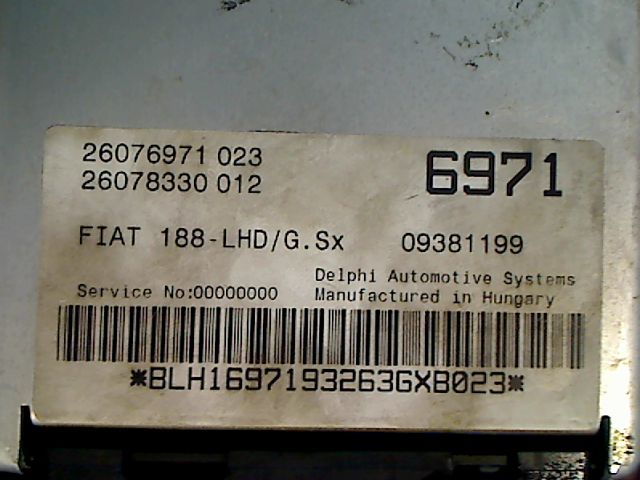 26076971 023
26078330 012
6971
FIAT 188-LHD/G.Sx 09381199
Delphi Automotive Systems
Service No:00000000 Manufactured in Hungary
*BLH1697193263GXB023*